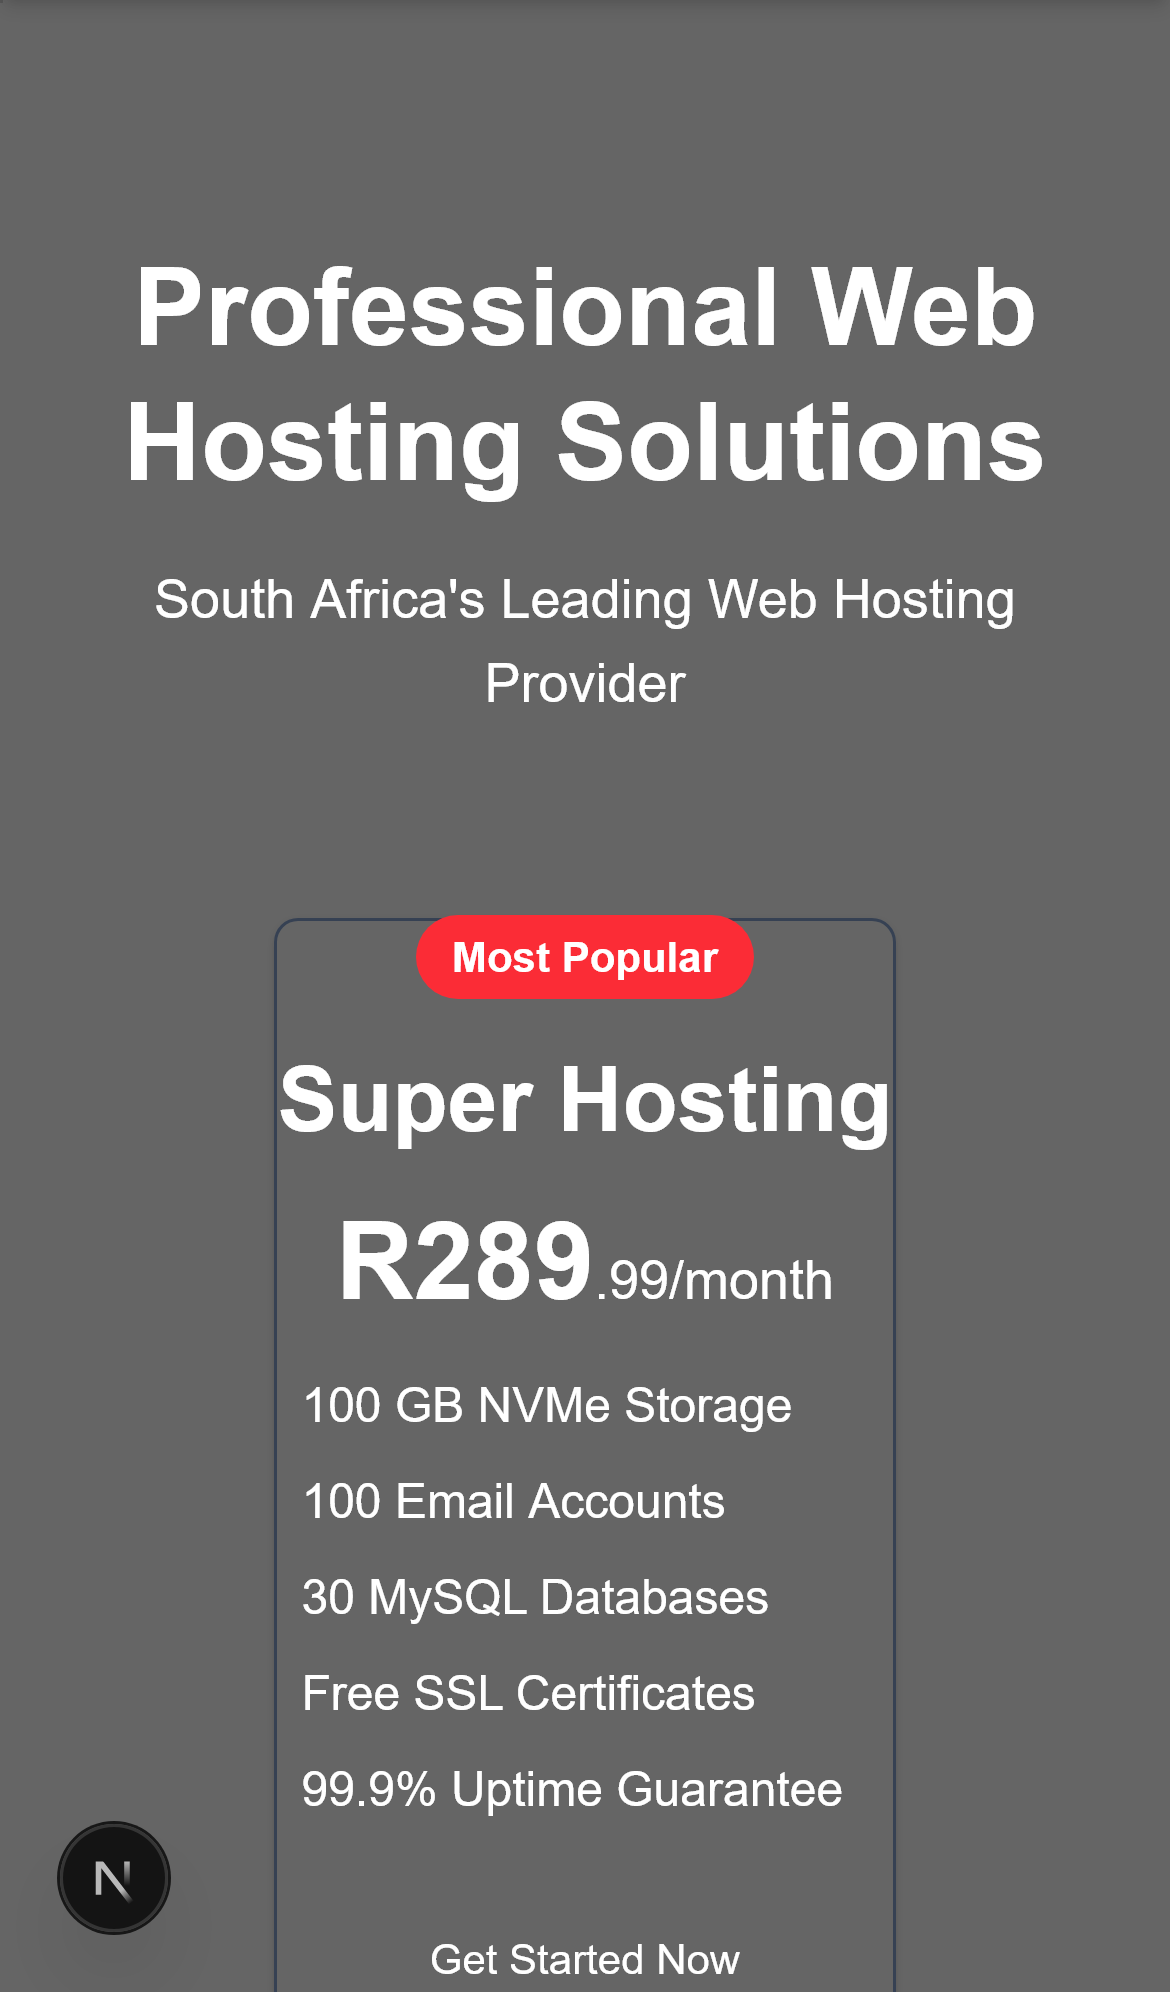 Professional Web
Hosting Solutions
South Africa's Leading Web Hosting
Provider
Most Popular
Super Hosting
R289.99/month
100 GB NVMe Storage
100 Email Accounts
30 MySQL Databases
Free SSL Certificates
99.9% Uptime Guarantee
N
Get Started Now